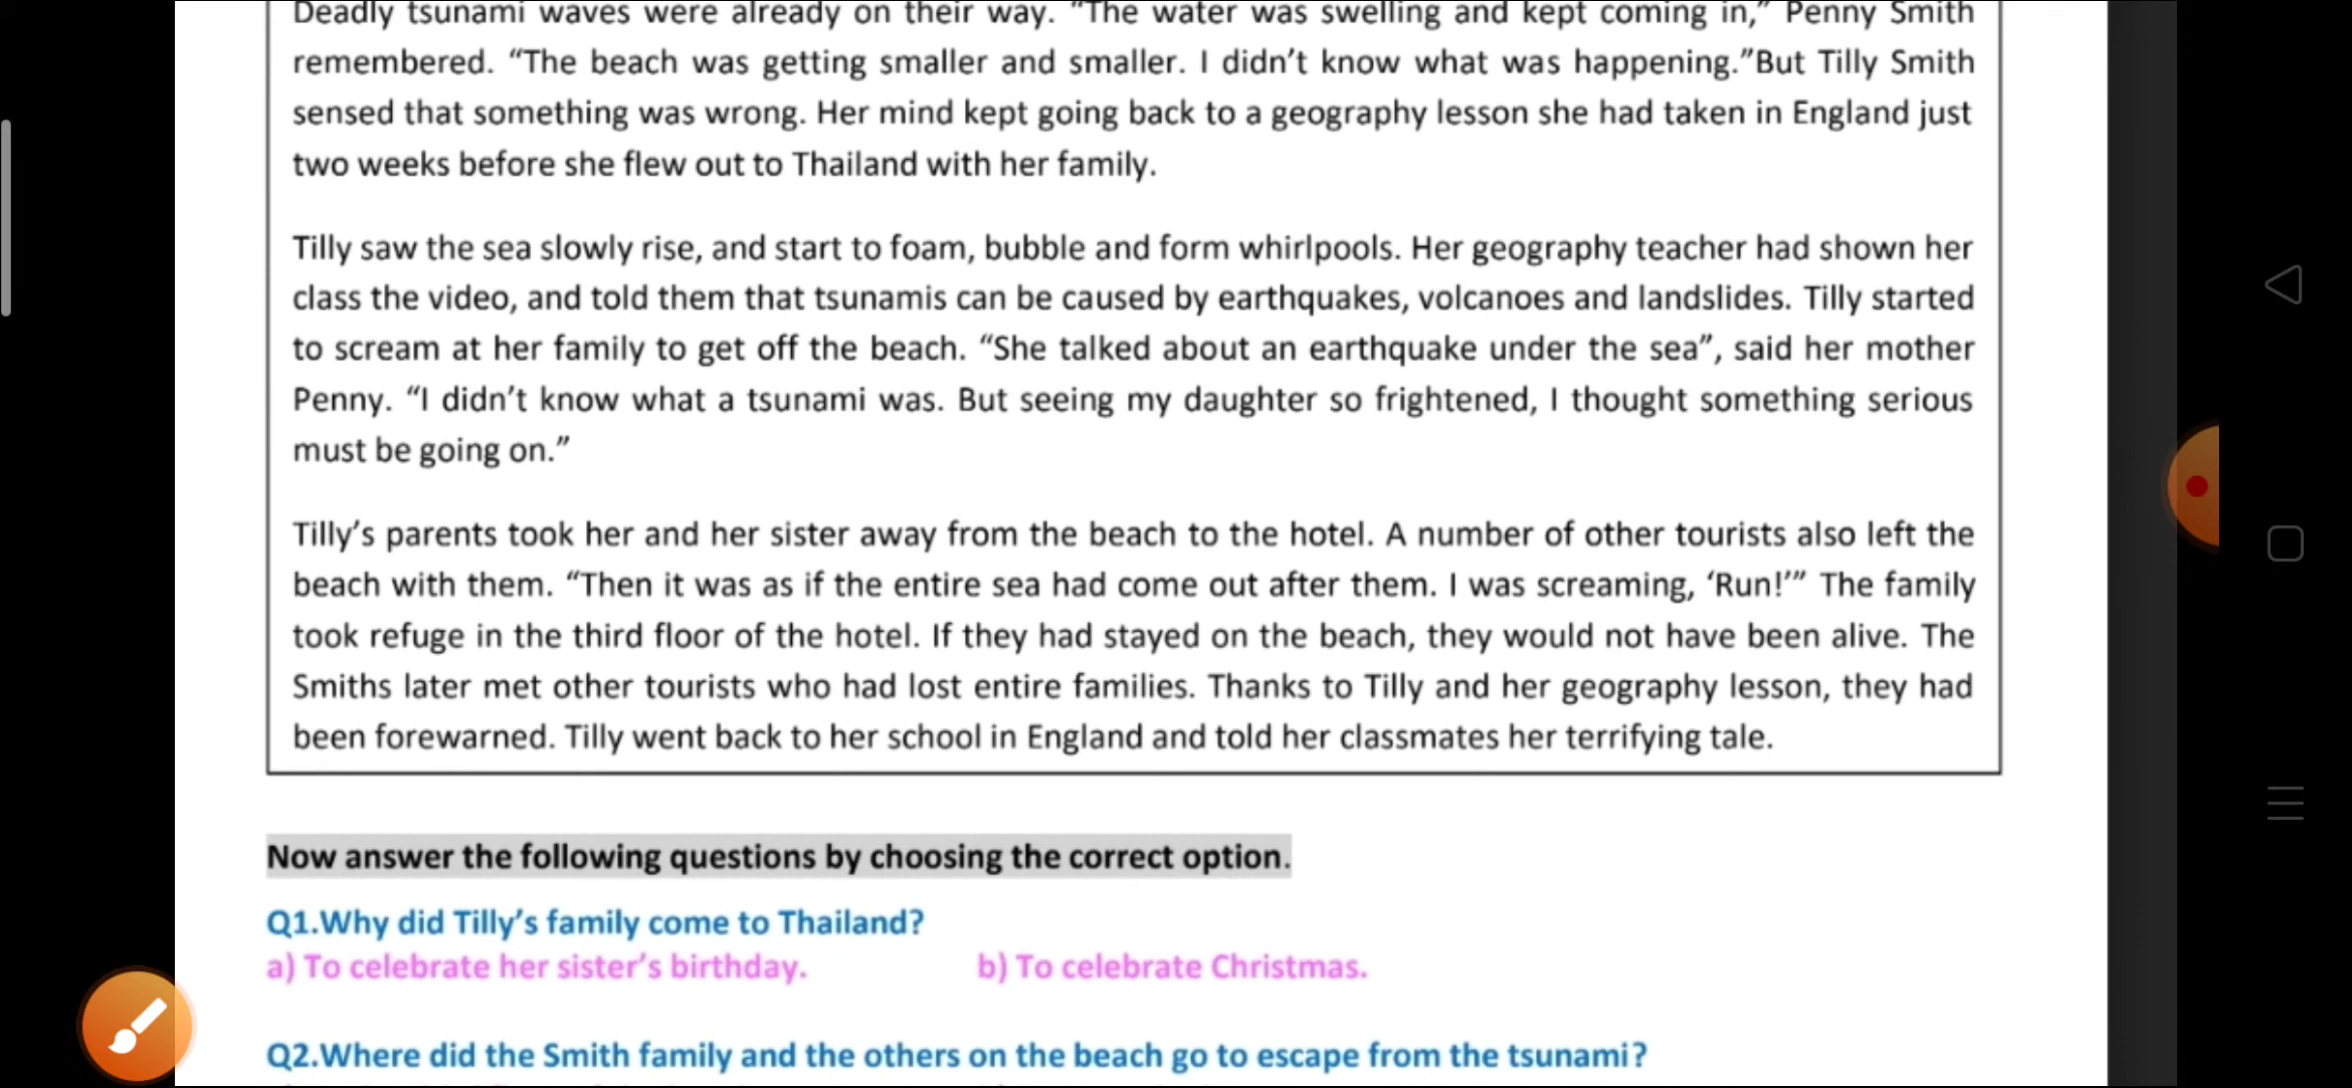 Deadly tsunami waves were already on their way. “The water was swelling and kept coming in,” Penny Smith
remembered. “The beach was getting smaller and smaller. I didn’t know what was happening.”But Tilly Smith
sensed that something was wrong. Her mind kept going back to a geography lesson she had taken in England just
two weeks before she flew out to Thailand with her family.
Tilly saw the sea slowly rise, and start to foam, bubble and form whirlpools. Her geography teacher had shown her
class the video, and told them that tsunamis can be caused by earthquakes, volcanoes and landslides. Tilly started
to scream at her family to get off the beach. “She talked about an earthquake under the sea”, said her mother
Penny. “I didn’t know what a tsunami was. But seeing my daughter so frightened, I thought something serious
must be going on.”
Tilly’s parents took her and her sister away from the beach to the hotel. A number of other tourists also left the
beach with them. “Then it was as if the entire sea had come out after them. I was screaming, ‘Run!’” The family
took refuge in the third floor of the hotel. If they had stayed on the beach, they would not have been alive. The
Smiths later met other tourists who had lost entire families. Thanks to Tilly and her geography lesson, they had
been forewarned. Tilly went back to her school in England and told her classmates her terrifying tale.
Now answer the following questions by choosing the correct option.
Q1.Why did Tilly’s family come to Thailand?
a) To celebrate her sister’s birthday. b) To celebrate Christmas.
Q2.Where did the Smith family and the others on the beach go to escape from the tsunami?